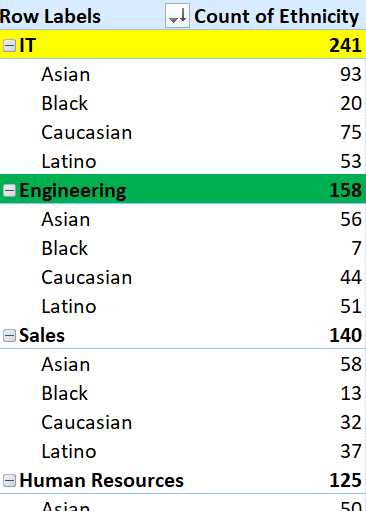 Row Labels Count of Ethnicity
IT 241
Asian 93
Black 20
Caucasian 75
Latino 53
Engineering 158
Asian 56
Black 7
Caucasian 44
Latino 51
Sales 140
Asian 58
Black 13
Caucasian 32
Latino 37
Human Resources 125
Asian 50